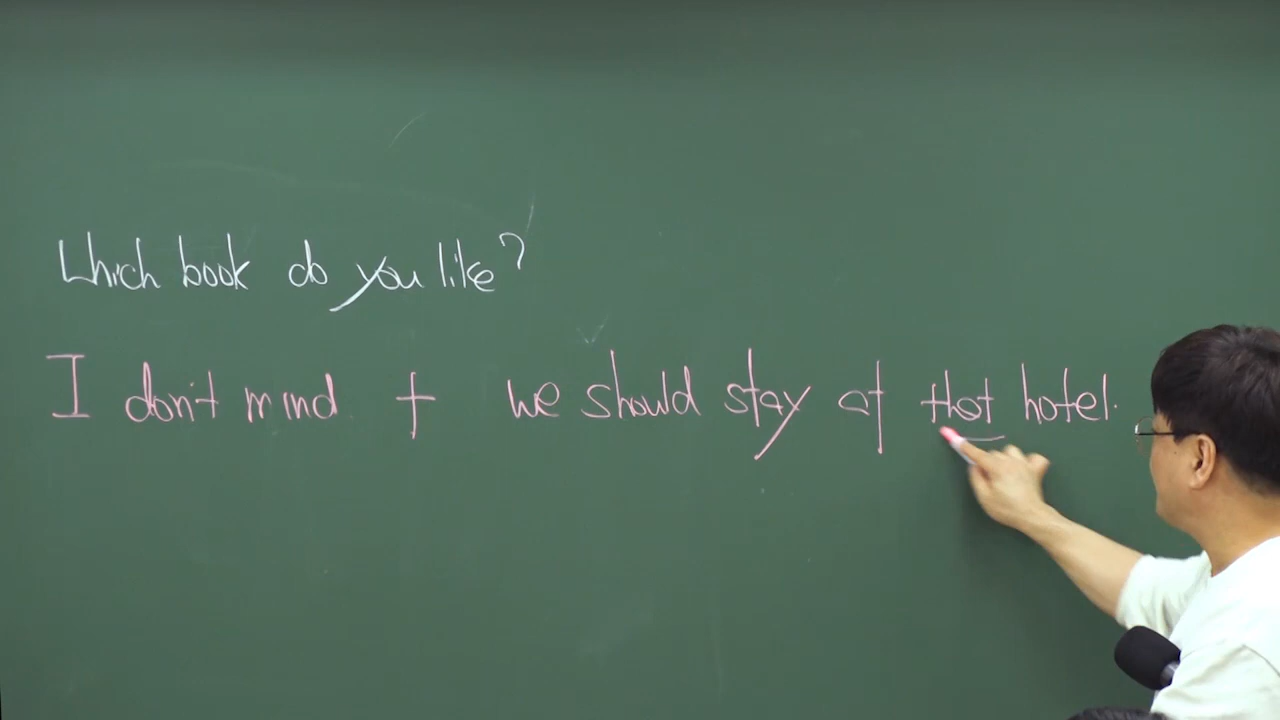 Which book do you like?
I don't mind + we should stay at that hotel.